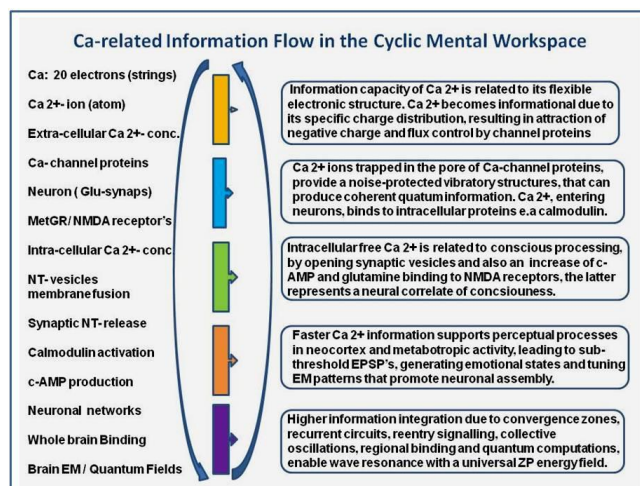 Ca-related Information Flow in the Cyclic Mental Workspace
Ca: 20 electrons (strings)
Ca 2+- ion (atom)
Extra-cellular Ca 2+- conc.
Ca- channel proteins
Neuron ( Glu-synaps)
MetGR/ NMDA receptor's
Intra-cellular Ca 2+- conc
NT- vesicles
membrane fusion
Synaptic NT-release
Calmodulin activation
c-AMP production
Neuronal networks
Whole brain Binding
Brain EM / Quantum Fields
Information capacity of Ca 2+ is related to its flexible
electronic structure. Ca 2+ becomes informational due to
its specific charge distribution, resulting in attraction of
negative charge and flux control by channel proteins
Ca 2+ ions trapped in the pore of Ca-channel proteins,
provide a noise-protected vibratory structures, that can
produce coherent quatum information. Ca 2+, entering
neurons, binds to intracellular proteins e.a calmodulin.
Intracellular free Ca 2+ is related to conscious processing,
by opening synaptic vesicles and also an increase of c-
AMP and glutamine binding to NMDA receptors, the latter
represents a neural correlate of concsiousness.
Faster Ca 2+ information supports perceptual processes
in neocortex and metabotropic activity, leading to sub-
threshold EPSP's, generating emotional states and tuning
EM patterns that promote neuronal assembly.
Higher information integration due to convergence zones,
recurrent circuits, reentry signalling, collective
oscillations, regional binding and quantum computations,
enable wave resonance with a universal ZP energy field.